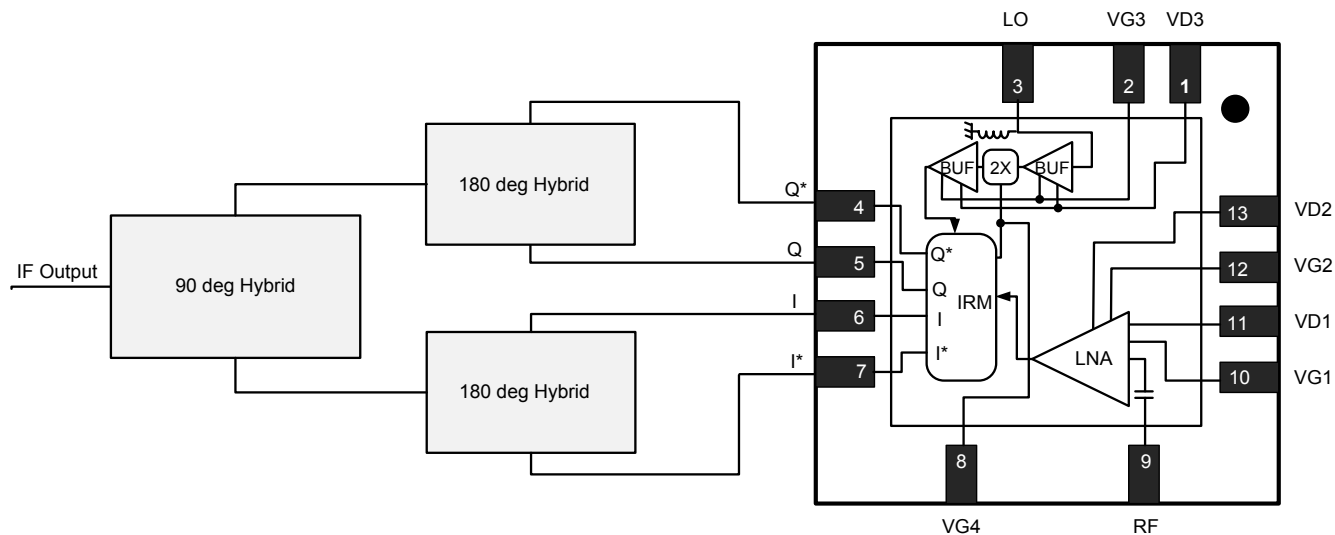 LO VG3 VD3
3 2 1
180 deg Hybrid
BUF 2X BUF
Q* 4
13 VD2
Q 5
Q*
12 VG2
IF Output
90 deg Hybrid
Q
I 6
IRM
I
11 VD1
I* 7
I*
LNA
180 deg Hybrid
10 VG1
8 9
VG4 RF